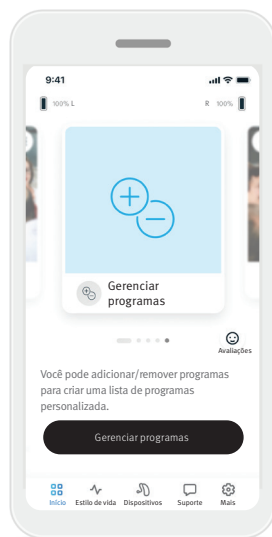 9:41
100% L
R 100%
Gerenciar
programas
Avaliações
Você pode adicionar/remover programas
para criar uma lista de programas
personalizada.
Gerenciar programas
Início Estilo de vida Dispositivos Suporte Mais